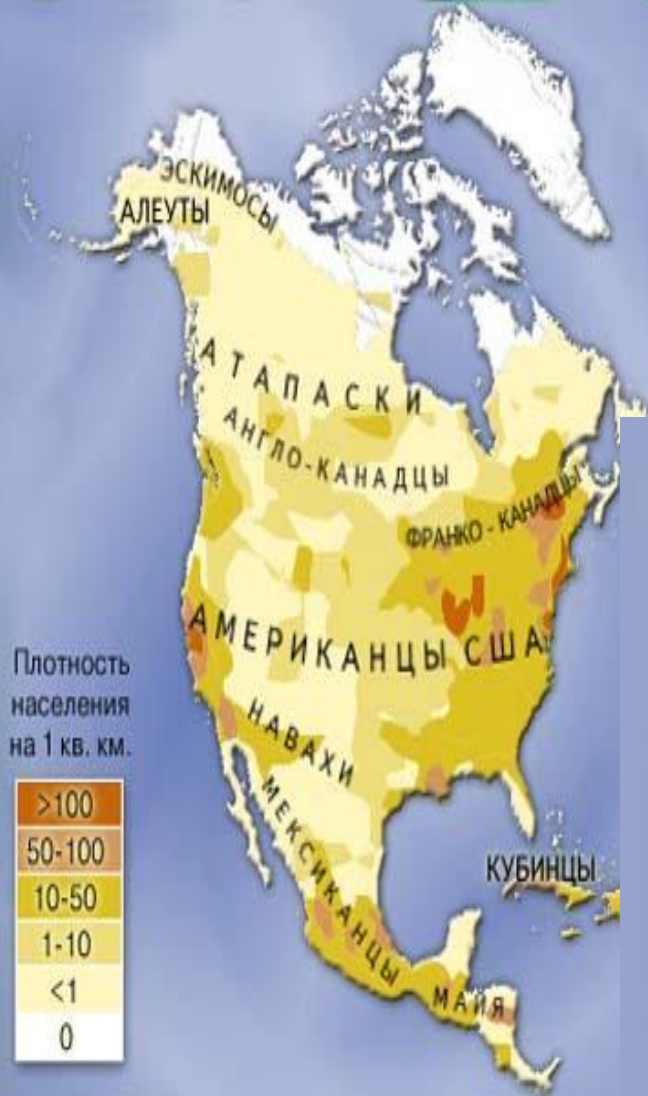 ЭСКИМОСЫ
АЛЕУТЫ
АТАПАСКИ
АНГЛО-КАНАДЦЫ
ФРАНКО - КАНАДЦЫ
АМЕРИКАНЦЫ США
НАВАХИ
МЕКСИКАНЦЫ
КУБИНЦЫ
МАЙЯ
Плотность
населения
на 1 кв. км.
>100
50-100
10-50
1-10
<1
0